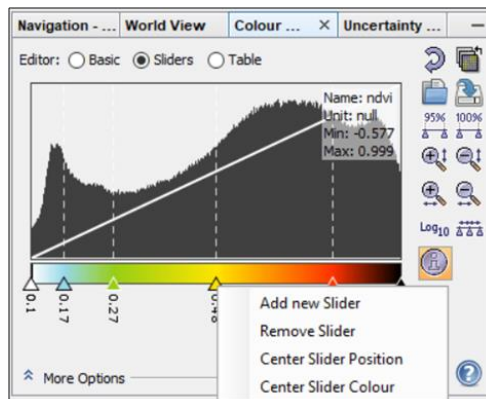 Navigation - ... World View Colour ... × Uncertainty ...
Editor: Basic Sliders Table
Name: ndvi
Unit: null
Min: -0.577
Max: 0.999
95% 100%
Log10
0.1 0.17 0.27 0.48
Add new Slider
Remove Slider
Center Slider Position
Center Slider Colour
More Options